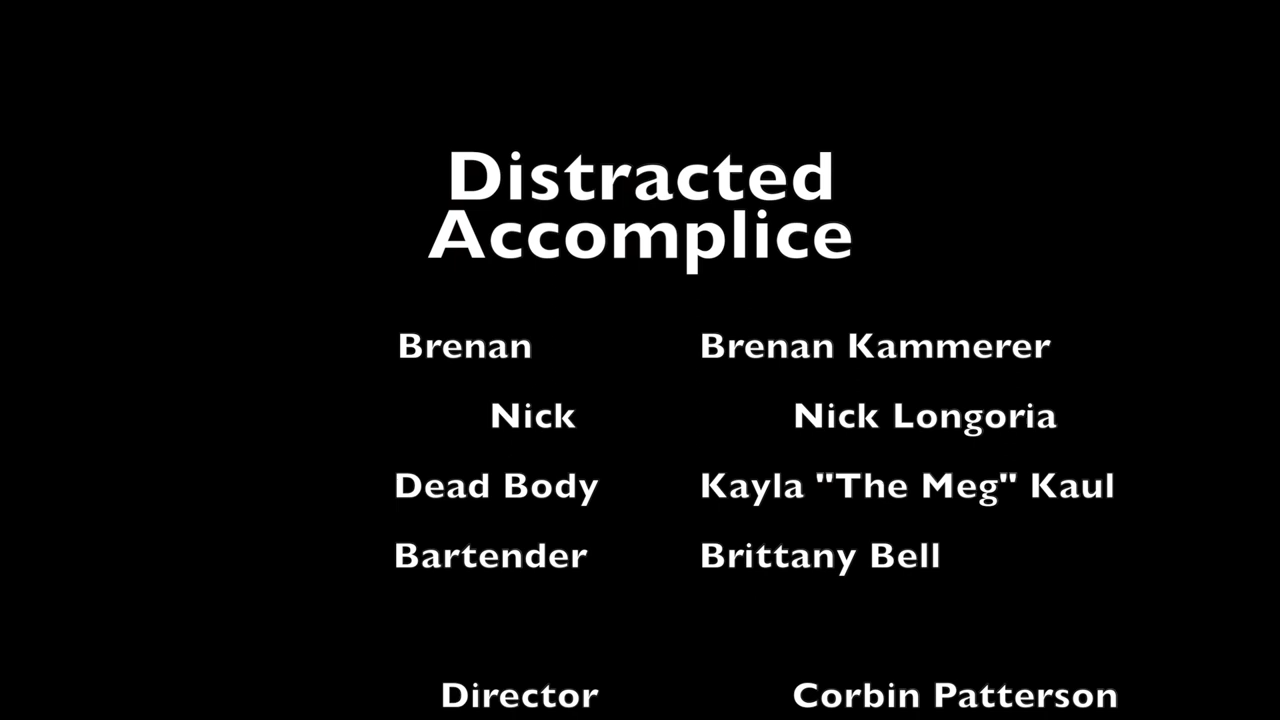 Distracted
Accomplice
Brenan Brenan Kammerer
Nick Nick Longoria
Dead Body Kayla "The Meg" Kaul
Bartender Brittany Bell
Director Corbin Patterson